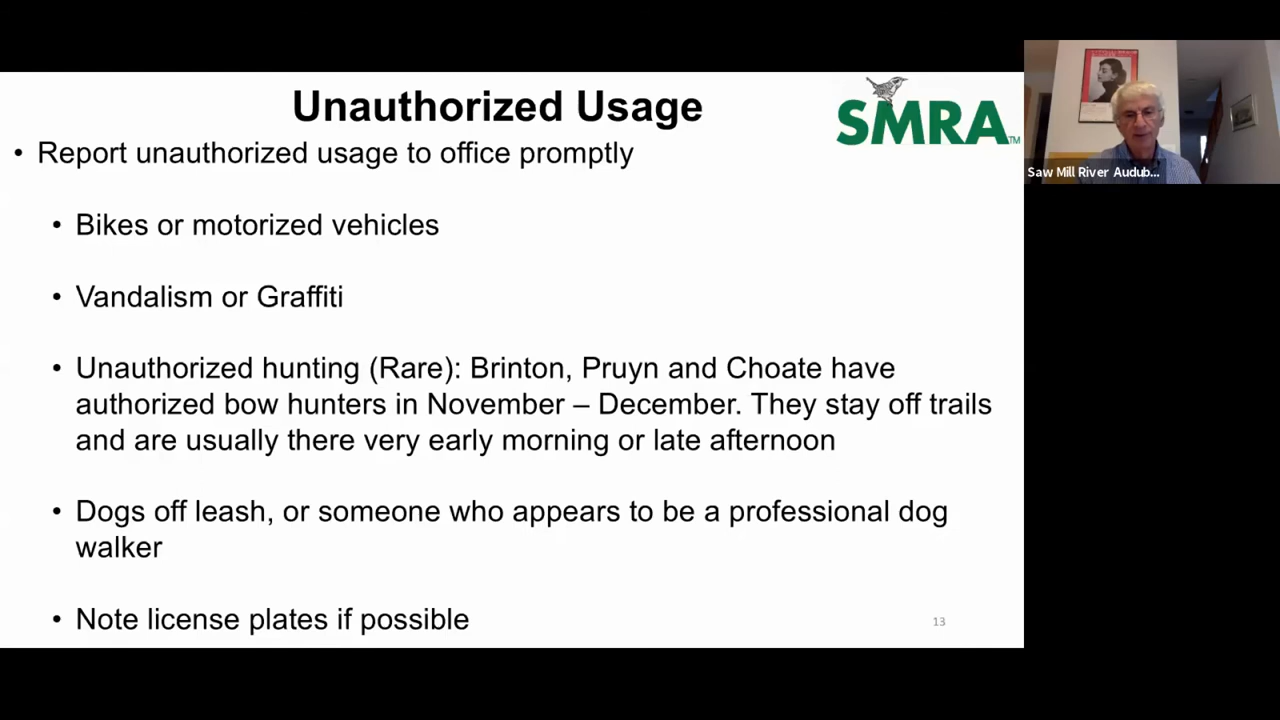 Unauthorized Usage
SMRA™
• Report unauthorized usage to office promptly
• Bikes or motorized vehicles
• Vandalism or Graffiti
• Unauthorized hunting (Rare): Brinton, Pruyn and Choate have
authorized bow hunters in November – December. They stay off trails
and are usually there very early morning or late afternoon
• Dogs off leash, or someone who appears to be a professional dog
walker
• Note license plates if possible
13
Saw Mill River Audub...